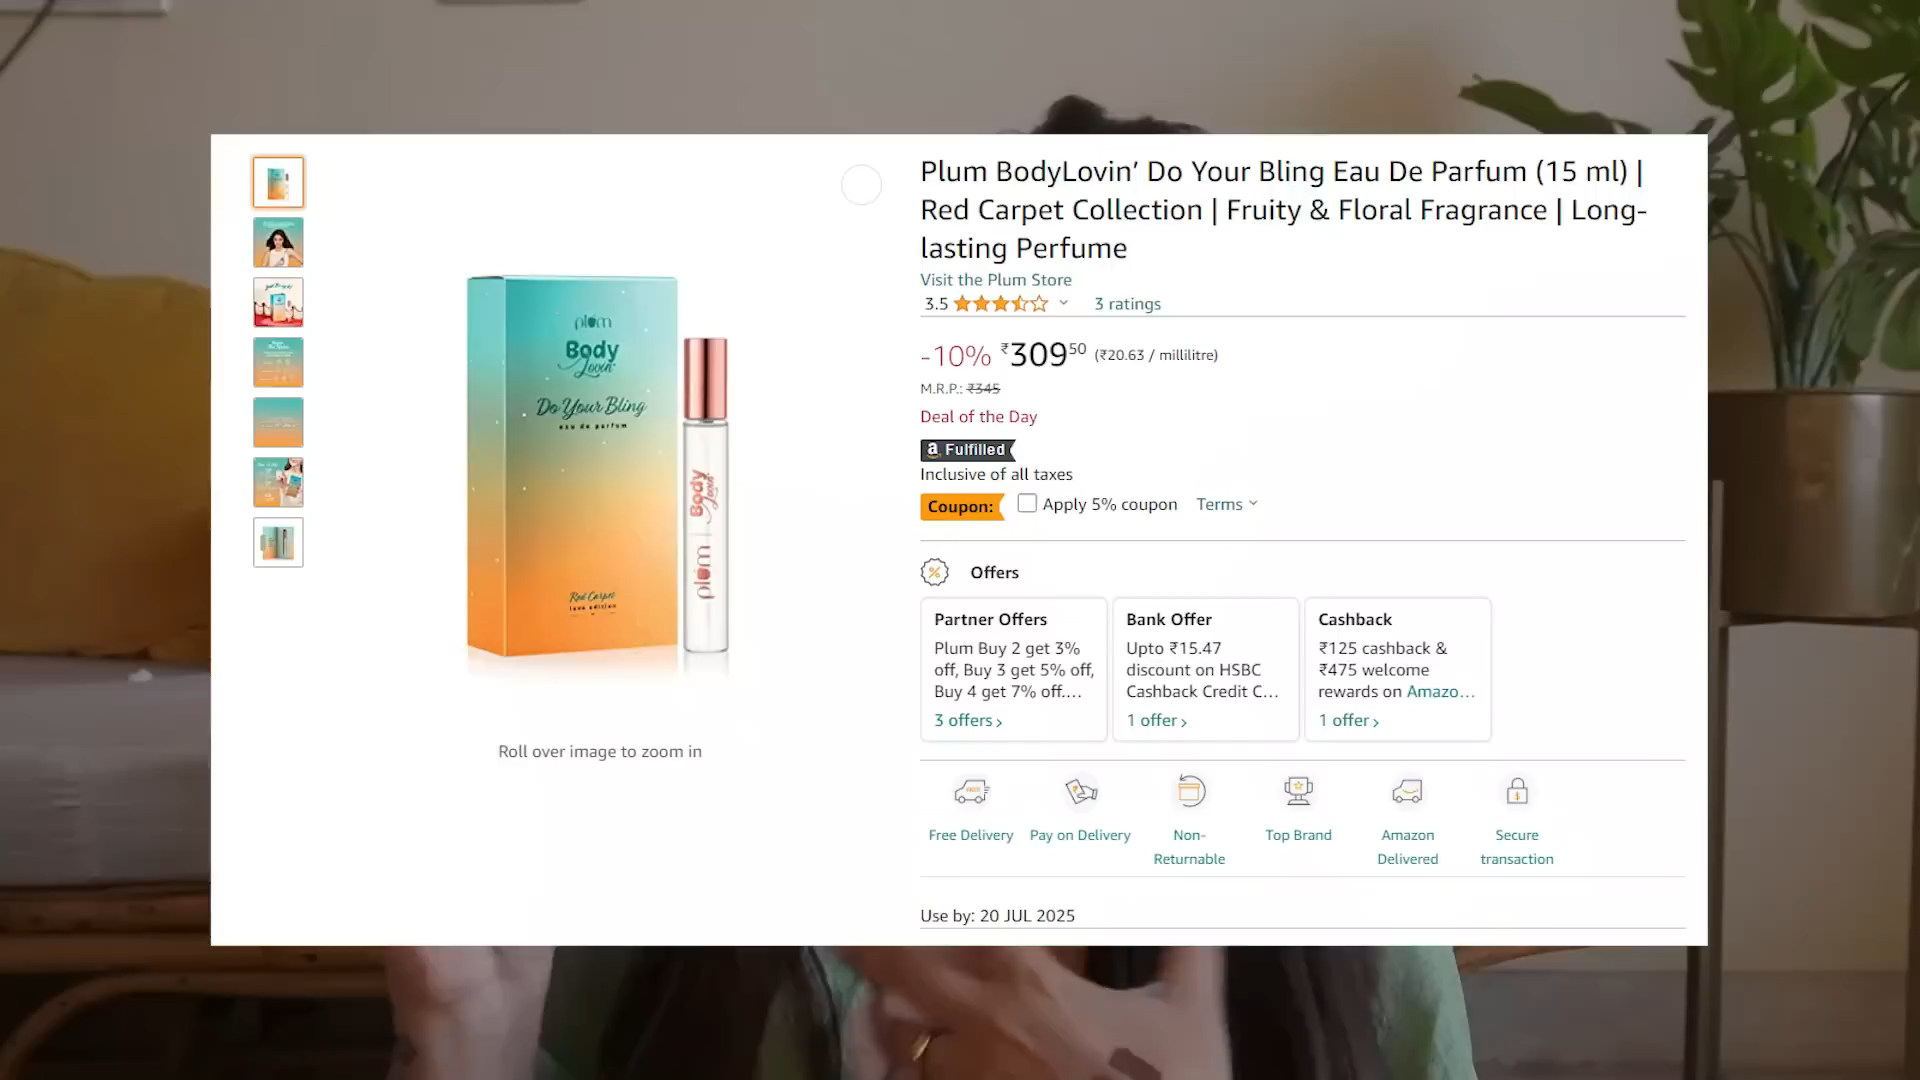 Plum BodyLovin’ Do Your Bling Eau De Parfum (15 ml) |
Red Carpet Collection | Fruity & Floral Fragrance | Long-
lasting Perfume
Visit the Plum Store
3.5
3 ratings
-10% ₹309 50 (₹20.63 / millilitre)
M.R.P.: ₹345
Deal of the Day
a Fulfilled
Inclusive of all taxes
Coupon: Apply 5% coupon Terms
plum
Body
Lovin'
Do Your Bling
eau de parfum
Red Carpet
luxe edition
plum
Body
Lovin'
Roll over image to zoom in
Offers
Partner Offers
Plum Buy 2 get 3%
off, Buy 3 get 5% off,
Buy 4 get 7% off....
3 offers ›
Bank Offer
Upto ₹15.47
discount on HSBC
Cashback Credit C...
1 offer ›
Cashback
₹125 cashback &
₹475 welcome
rewards on Amazo...
1 offer ›
Free Delivery
Pay on Delivery
Non-
Returnable
Top Brand
Amazon
Delivered
Secure
transaction
Use by: 20 JUL 2025